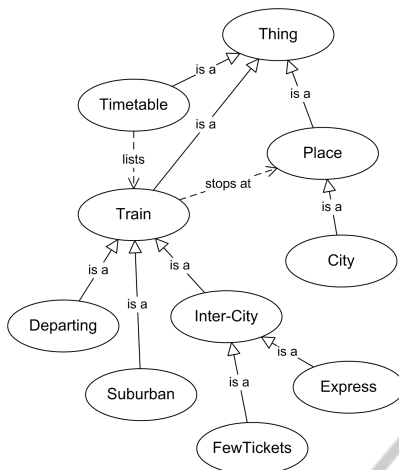 Thing
is a
Timetable
is a
is a
lists
Place
stops at
Train
is a
City
is a
is a
is a
Departing
Inter-City
Suburban
is a
is a
Express
FewTickets